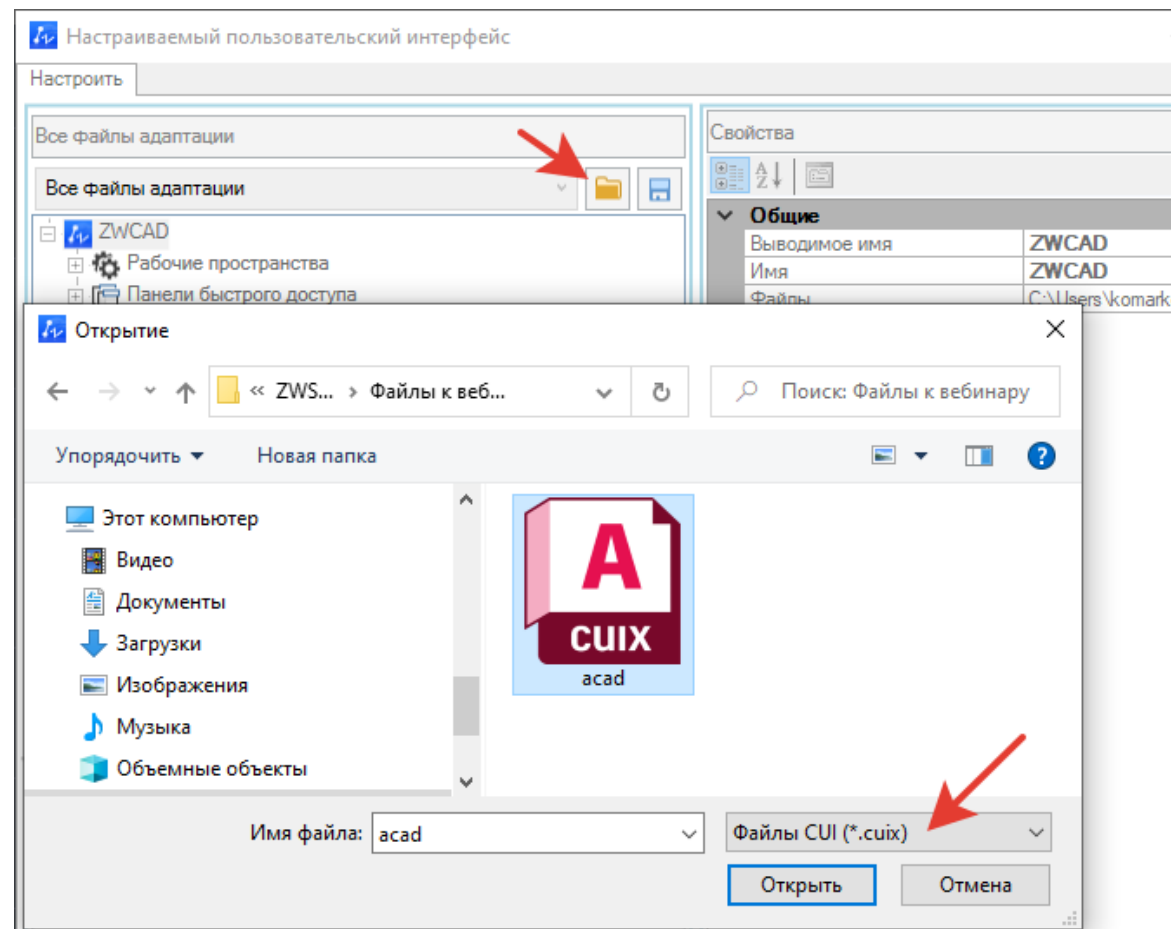 Настраиваемый пользовательский интерфейс
Настроить
Все файлы адаптации
Свойства
Все файлы адаптации
ZWCAD
Рабочие пространства
Панели быстрого доступа
Общие
Выводимое имя ZWCAD
Имя ZWCAD
Файлы C:\Users\komark
Открытие
« ZWS... › Файлы к веб...
Поиск: Файлы к вебинару
Упорядочить
Новая папка
Этот компьютер
Видео
Документы
Загрузки
Изображения
Музыка
Объемные объекты
A
CUIX
acad
Имя файла: acad
Файлы CUI (*.cuix)
Открыть
Отмена